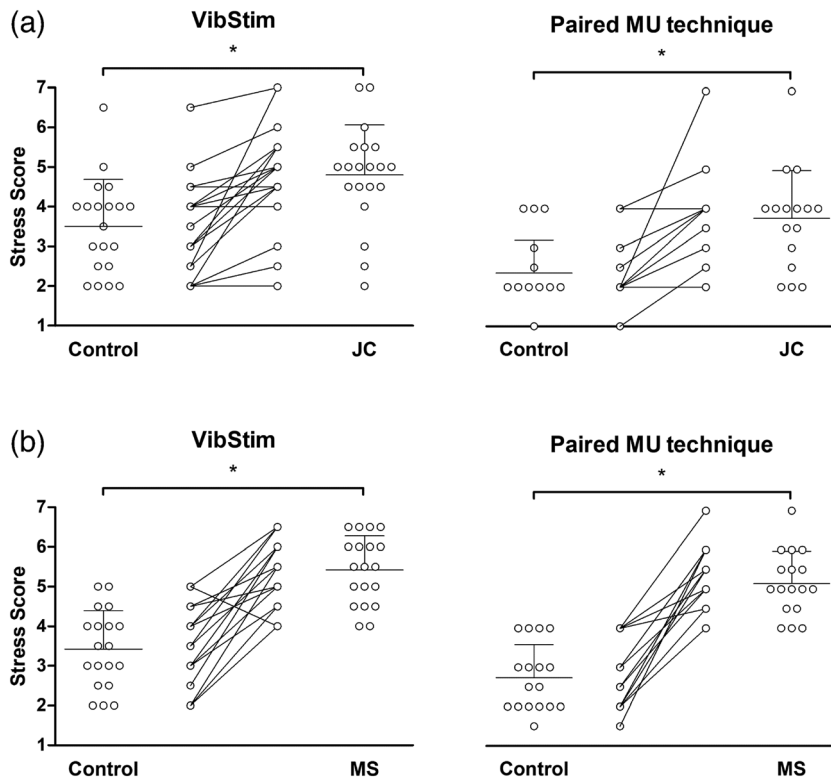 (a)
VibStim
*
Stress Score
7
6
5
4
3
2
1
Control
JC
Paired MU technique
*
Control
JC
(b)
VibStim
*
Stress Score
7
6
5
4
3
2
1
Control
MS
Paired MU technique
*
Control
MS